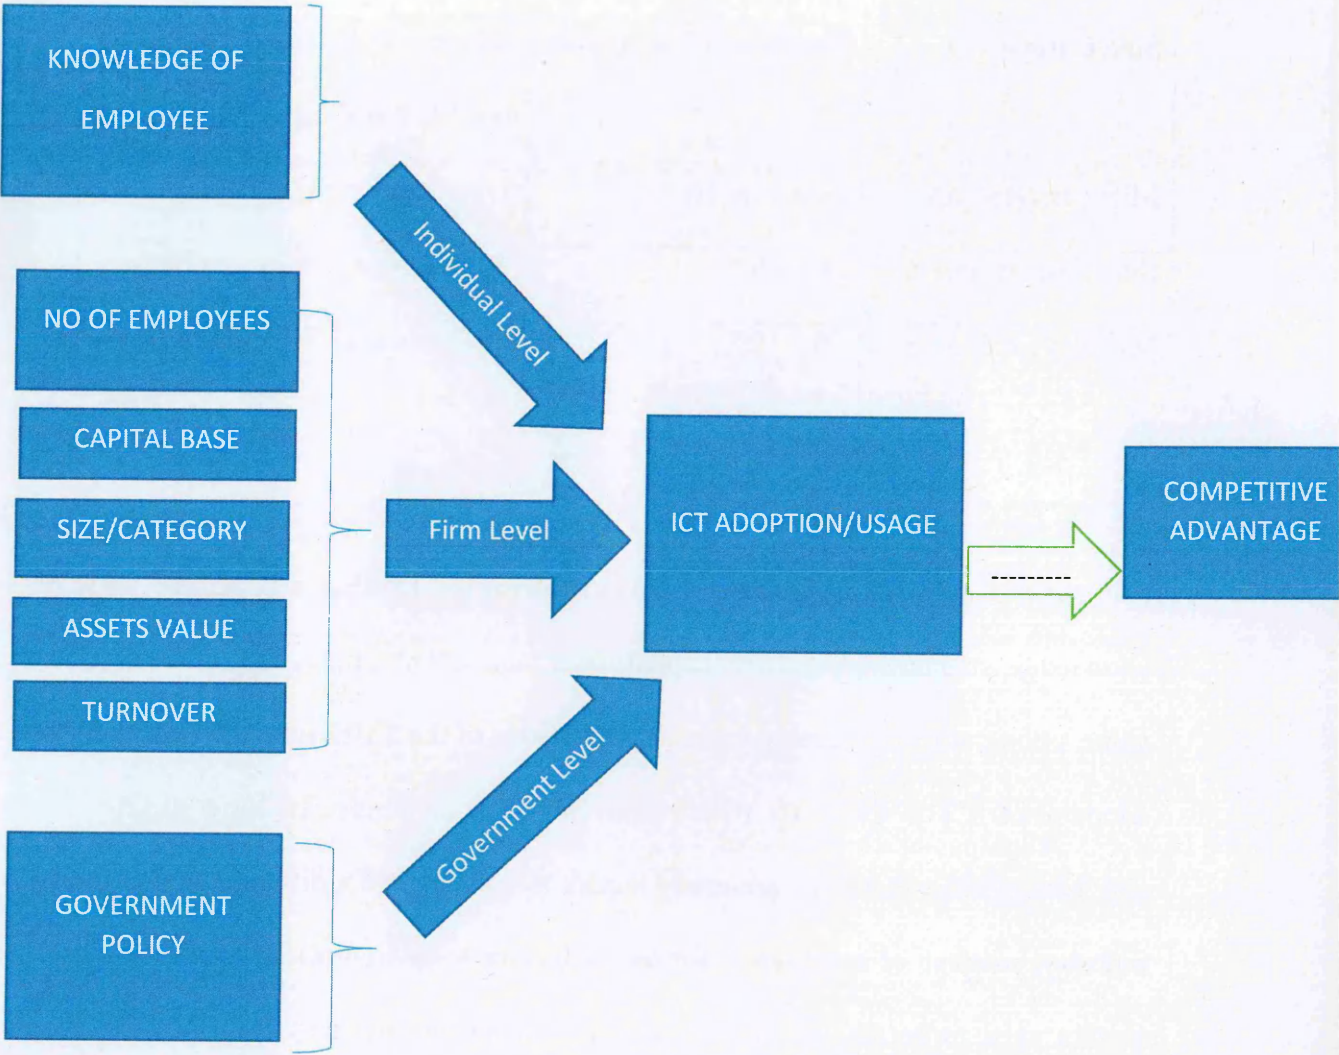 KNOWLEDGE OF
EMPLOYEE
Individual Level
NO OF EMPLOYEES
CAPITAL BASE
SIZE/CATEGORY
ASSETS VALUE
TURNOVER
Firm Level
ICT ADOPTION/USAGE
COMPETITIVE
ADVANTAGE
---------
Government Level
GOVERNMENT
POLICY